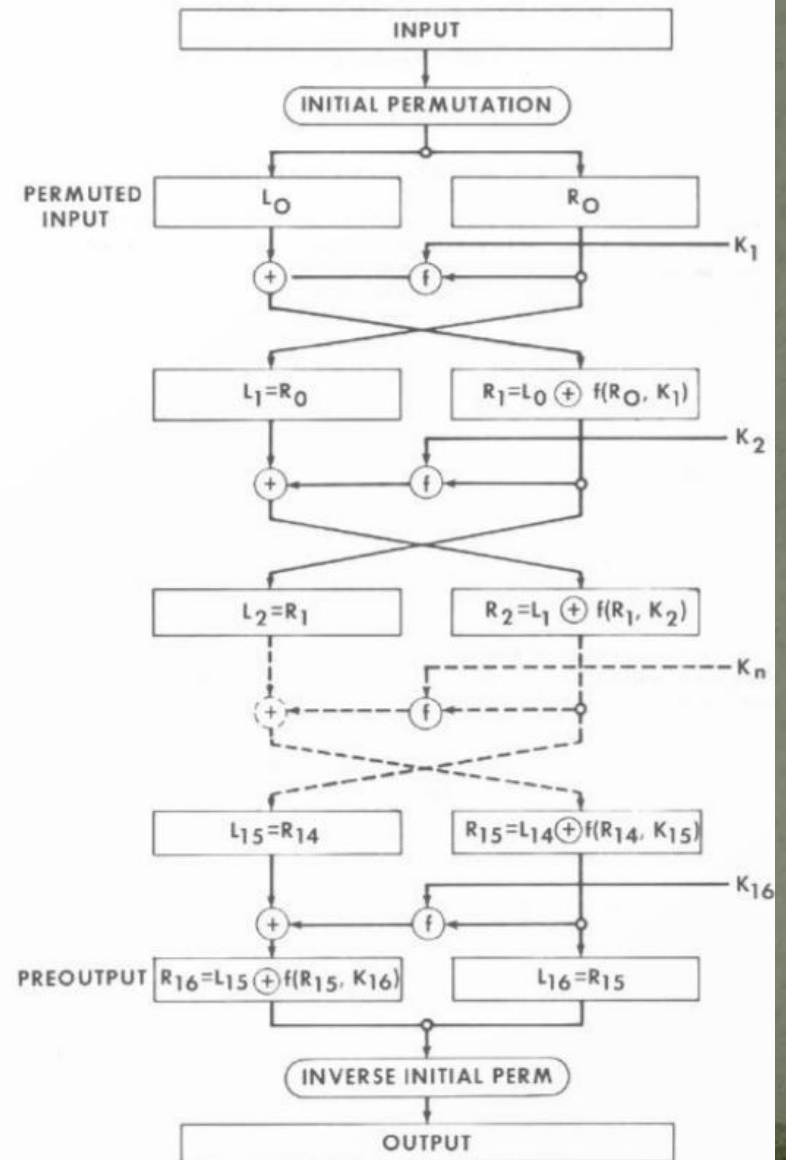 INPUT
INITIAL PERMUTATION
PERMUTED
INPUT
L₀
R₀
K₁
+
f
L₁=R₀
R₁=L₀ ⊕ f(R₀, K₁)
K₂
+
f
L₂=R₁
R₂=L₁ ⊕ f(R₁, K₂)
Kₙ
+
f
L₁₅=R₁₄
R₁₅=L₁₄⊕f(R₁₄, K₁₅)
K₁₆
+
f
PREOUTPUT
R₁₆=L₁₅⊕f(R₁₅, K₁₆)
L₁₆=R₁₅
INVERSE INITIAL PERM
OUTPUT